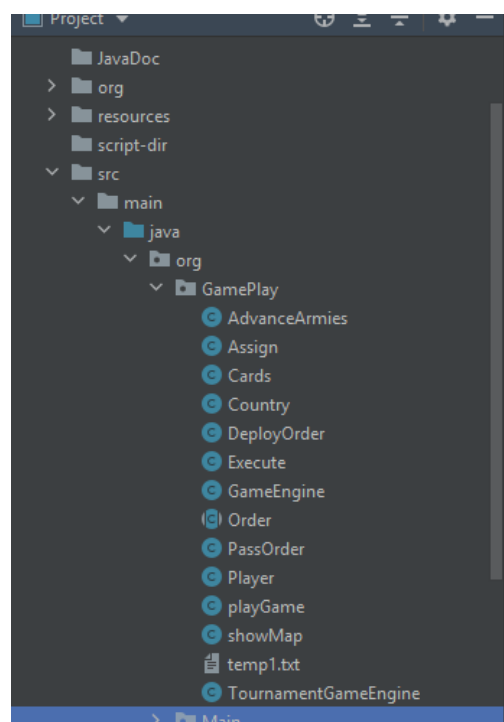 Project
JavaDoc
org
resources
script-dir
src
main
java
org
GamePlay
AdvanceArmies
Assign
Cards
Country
DeployOrder
Execute
GameEngine
Order
PassOrder
Player
playGame
showMap
temp1.txt
TournamentGameEngine
Main